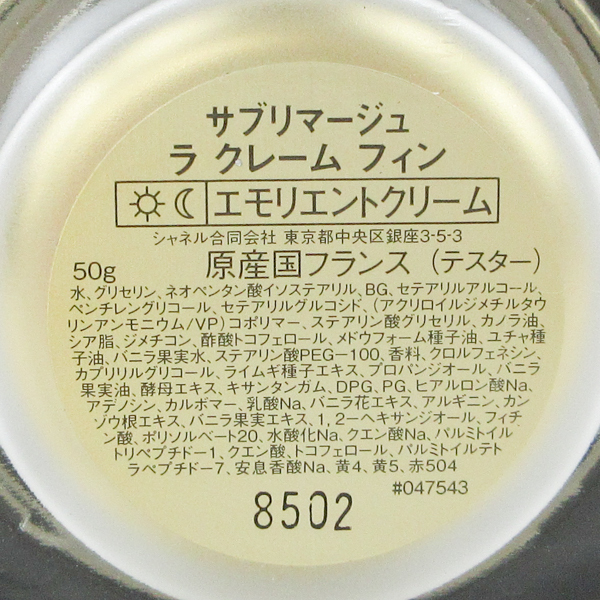 サブリマージュ
ラ クレーム フィン
エモリエントクリーム
シャネル合同会社 東京都中央区銀座3-5-3
50g 原産国フランス（テスター）
水、グリセリン、ネオペンタン酸イソステアリル、BG、セテアリルアルコール、
ペンチレングリコール、セテアリルグルコシド、（アクリロイルジメチルタウ
リンアンモニウム/VP）コポリマー、ステアリン酸グリセリル、カノラ油、
シア脂、ジメチコン、酢酸トコフェロール、メドウフォーム種子油、ユチャ種
子油、バニラ果実水、ステアリン酸PEG-100、香料、クロルフェネシン、
カプリリルグリコール、ライムギ種子エキス、プロパンジオール、バニラ
果実油、酵母エキス、キサンタンガム、DPG、PG、ヒアルロン酸Na、
アデノシン、カルボマー、乳酸Na、バニラ花エキス、アルギニン、カン
ゾウ根エキス、バニラ果実エキス、1，2-ヘキサンジオール、フィチ
ン酸、ポリソルベート20、水酸化Na、クエン酸Na、パルミトイル
トリペプチド-1、クエン酸、トコフェロール、パルミトイルテト
ラペプチド-7、安息香酸Na、黄4、黄5、赤504
#047543
8502